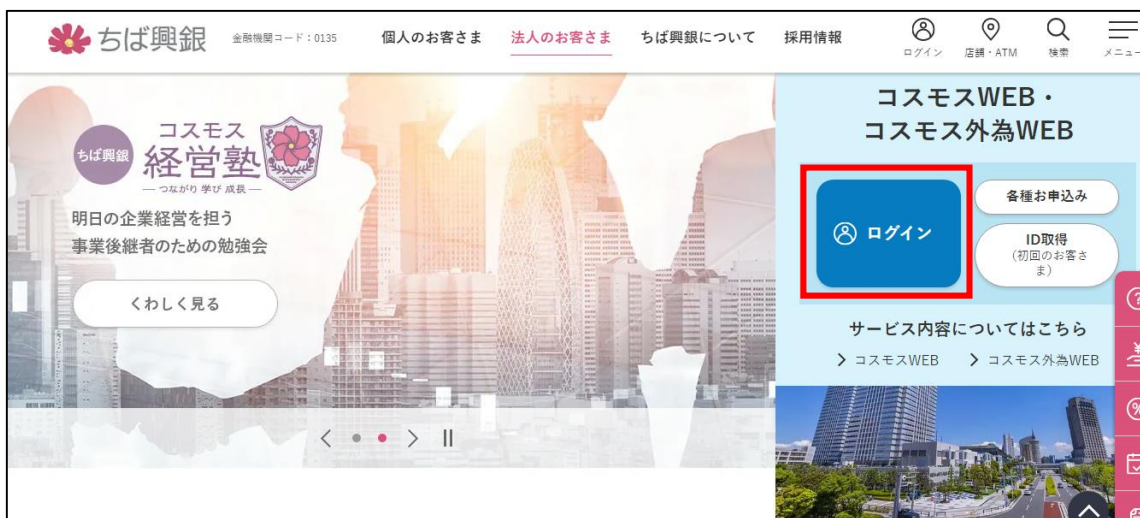 ちば興銀
金融機関コード：0135
個人のお客さま
法人のお客さま
ちば興銀について
採用情報
ログイン
店舗・ATM
検索
メニュー
ちば興銀
コスモス
経営塾
つながり 学び 成長
明日の企業経営を担う
事業後継者のための勉強会
くわしく見る
コスモスWEB・
コスモス外為WEB
ログイン
各種お申込み
ID取得
（初回のお客さ
ま）
サービス内容についてはこちら
コスモスWEB
コスモス外為WEB